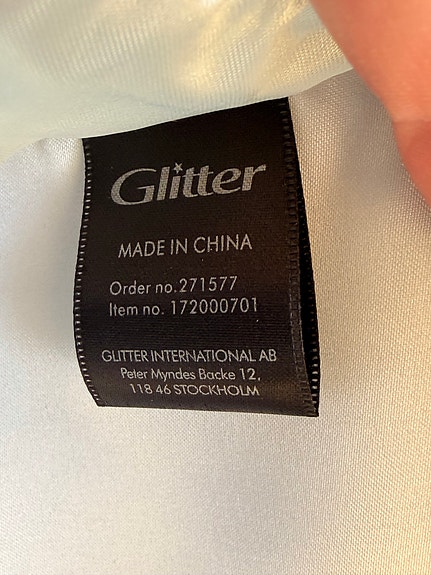 Glitter
MADE IN CHINA
Order no.271577
Item no. 172000701
GLITTER INTERNATIONAL AB
Peter Myndes Backe 12,
118 46 STOCKHOLM